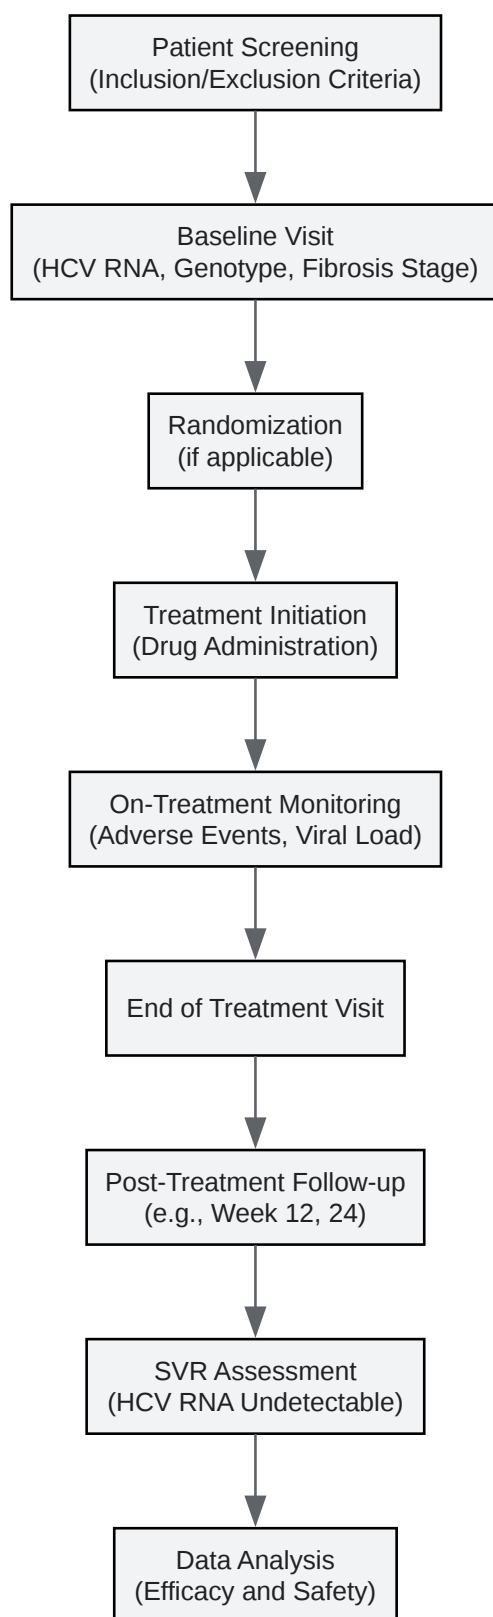 Patient Screening
(Inclusion/Exclusion Criteria)
Baseline Visit
(HCV RNA, Genotype, Fibrosis Stage)
Randomization
(if applicable)
Treatment Initiation
(Drug Administration)
On-Treatment Monitoring
(Adverse Events, Viral Load)
End of Treatment Visit
Post-Treatment Follow-up
(e.g., Week 12, 24)
SVR Assessment
(HCV RNA Undetectable)
Data Analysis
(Efficacy and Safety)